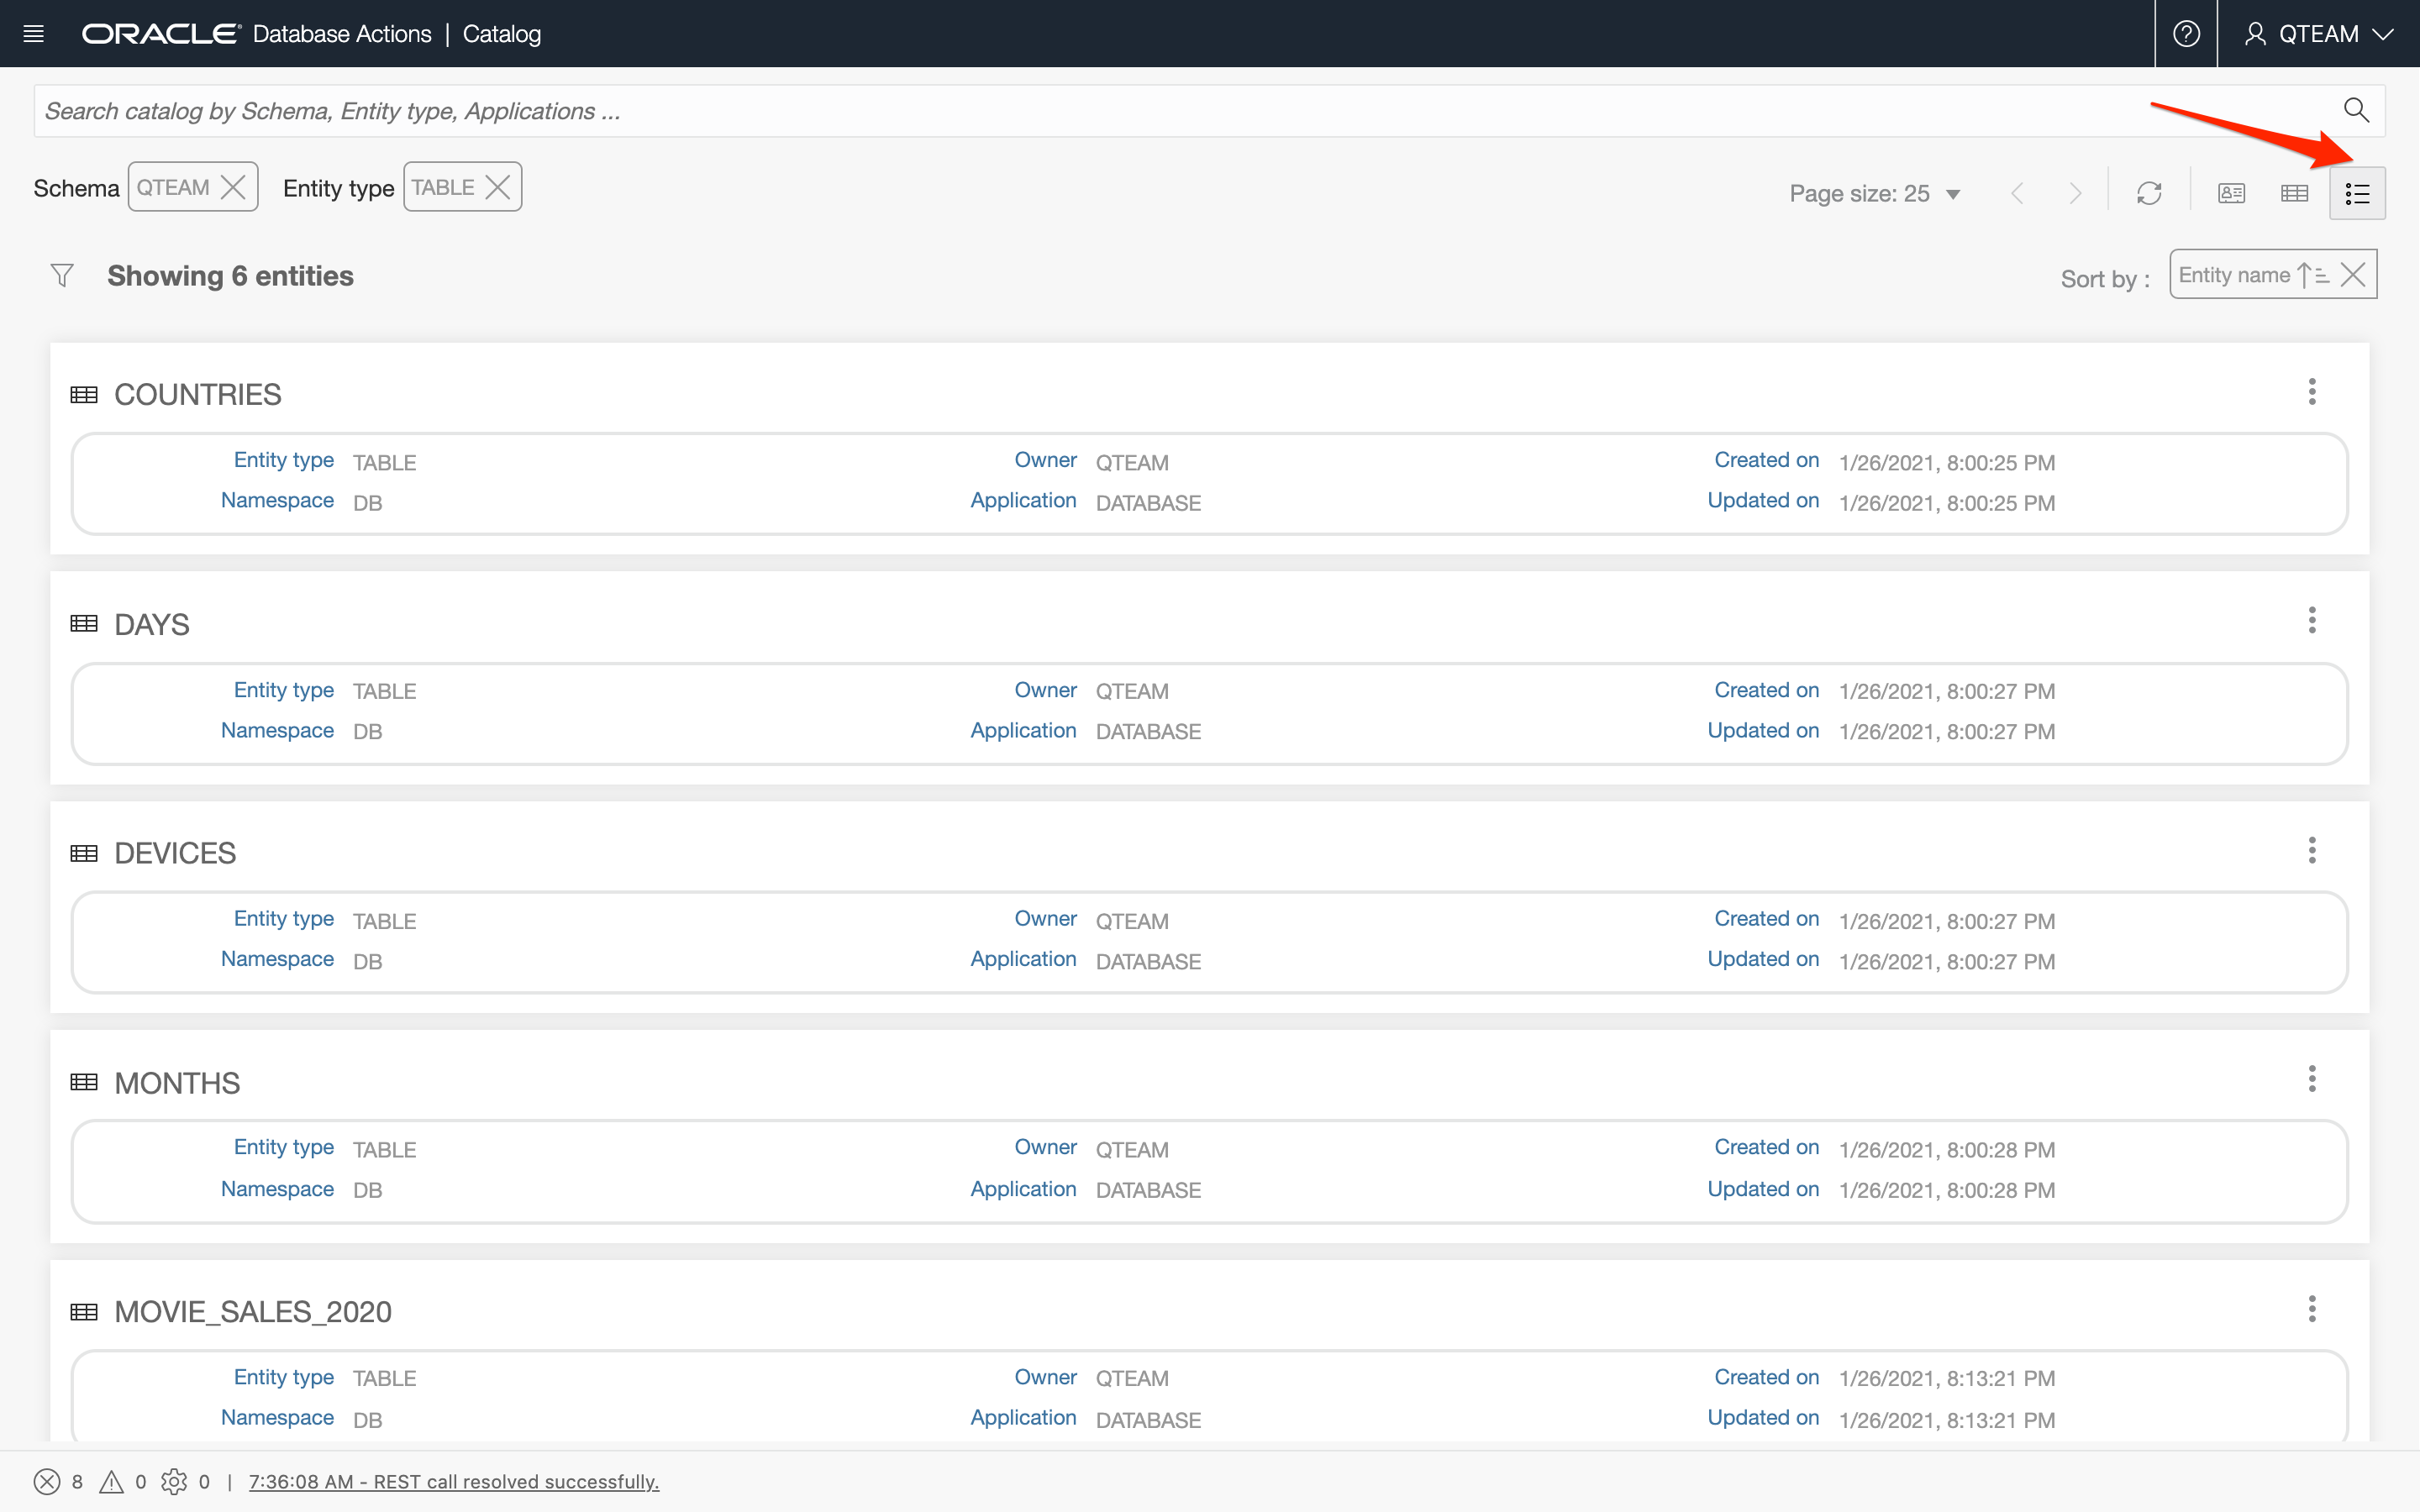 ORACLE Database Actions | Catalog QTEAM
Search catalog by Schema, Entity type, Applications ...
Schema QTEAM Entity type TABLE Page size: 25
Showing 6 entities Sort by : Entity name
COUNTRIES
Entity type TABLE Owner QTEAM Created on 1/26/2021, 8:00:25 PM
Namespace DB Application DATABASE Updated on 1/26/2021, 8:00:25 PM
DAYS
Entity type TABLE Owner QTEAM Created on 1/26/2021, 8:00:27 PM
Namespace DB Application DATABASE Updated on 1/26/2021, 8:00:27 PM
DEVICES
Entity type TABLE Owner QTEAM Created on 1/26/2021, 8:00:27 PM
Namespace DB Application DATABASE Updated on 1/26/2021, 8:00:27 PM
MONTHS
Entity type TABLE Owner QTEAM Created on 1/26/2021, 8:00:28 PM
Namespace DB Application DATABASE Updated on 1/26/2021, 8:00:28 PM
MOVIE_SALES_2020
Entity type TABLE Owner QTEAM Created on 1/26/2021, 8:13:21 PM
Namespace DB Application DATABASE Updated on 1/26/2021, 8:13:21 PM
8 0 0 | 7:36:08 AM - REST call resolved successfully.